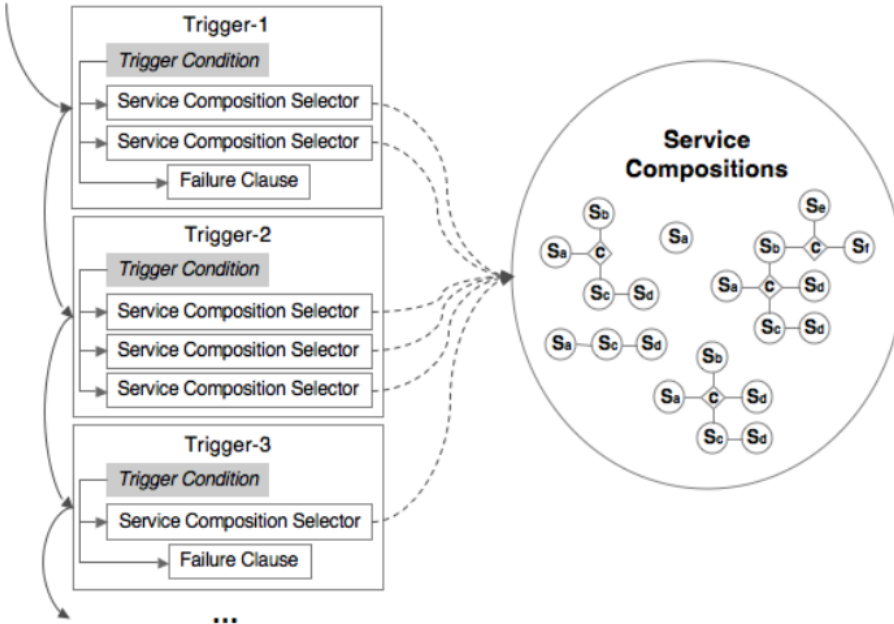 Trigger-1
Trigger Condition
Service Composition Selector
Service Composition Selector
Failure Clause
Trigger-2
Trigger Condition
Service Composition Selector
Service Composition Selector
Service Composition Selector
Trigger-3
Trigger Condition
Service Composition Selector
Failure Clause
...
Service
Compositions
Sb
Sa C
Sc Sd
Sa
Se
Sb C Sf
Sa C Sd
Sc Sd
Sa Sc Sd
Sb
Sa C Sd
Sc Sd